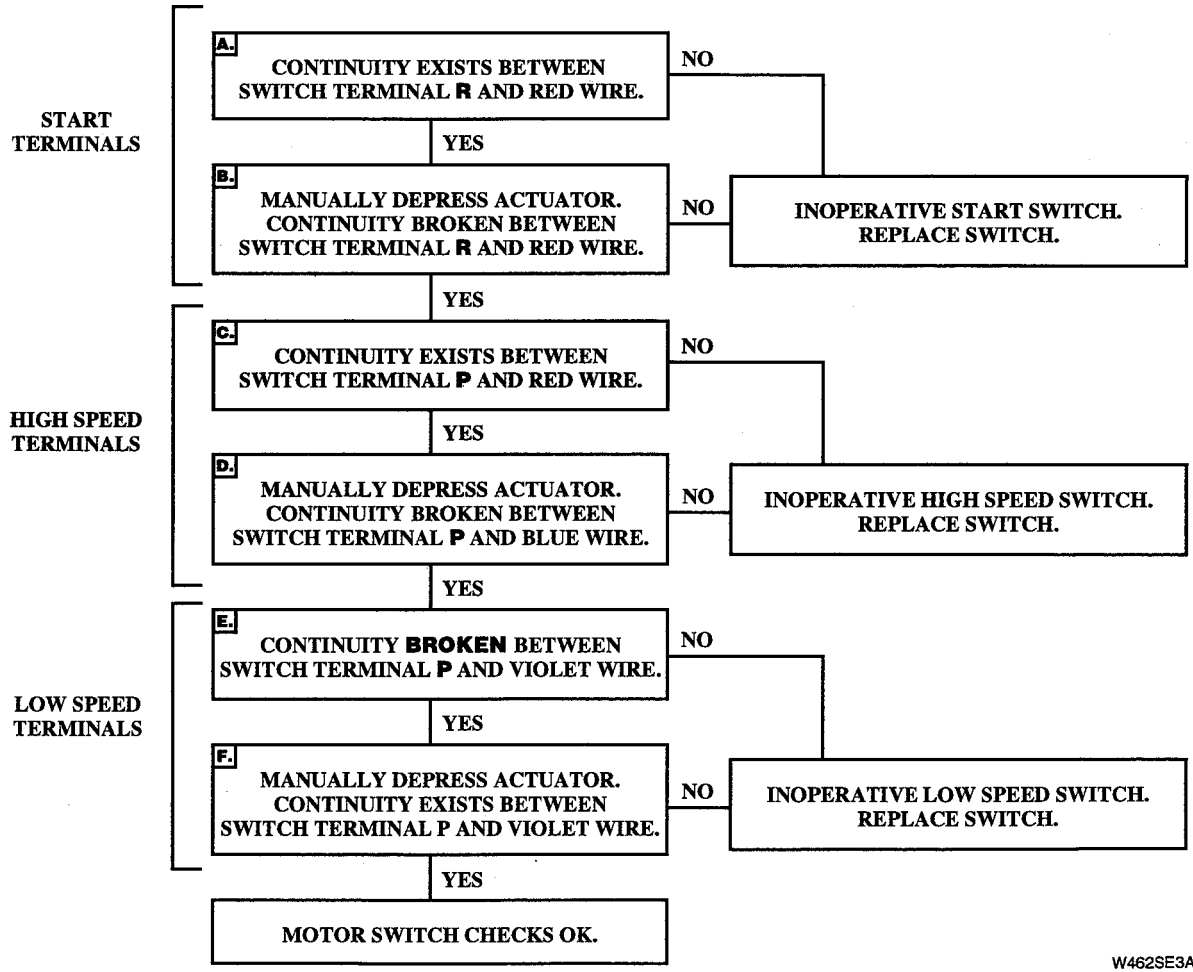 A.
CONTINUITY EXISTS BETWEEN
SWITCH TERMINAL R AND RED WIRE.
NO
START
TERMINALS
YES
B.
MANUALLY DEPRESS ACTUATOR.
CONTINUITY BROKEN BETWEEN
SWITCH TERMINAL R AND RED WIRE.
NO
INOPERATIVE START SWITCH.
REPLACE SWITCH.
YES
C.
CONTINUITY EXISTS BETWEEN
SWITCH TERMINAL P AND RED WIRE.
NO
HIGH SPEED
TERMINALS
YES
D.
MANUALLY DEPRESS ACTUATOR.
CONTINUITY BROKEN BETWEEN
SWITCH TERMINAL P AND BLUE WIRE.
NO
INOPERATIVE HIGH SPEED SWITCH.
REPLACE SWITCH.
YES
E.
CONTINUITY BROKEN BETWEEN
SWITCH TERMINAL P AND VIOLET WIRE.
NO
LOW SPEED
TERMINALS
YES
F.
MANUALLY DEPRESS ACTUATOR.
CONTINUITY EXISTS BETWEEN
SWITCH TERMINAL P AND VIOLET WIRE.
NO
INOPERATIVE LOW SPEED SWITCH.
REPLACE SWITCH.
YES
MOTOR SWITCH CHECKS OK.
W462SE3A